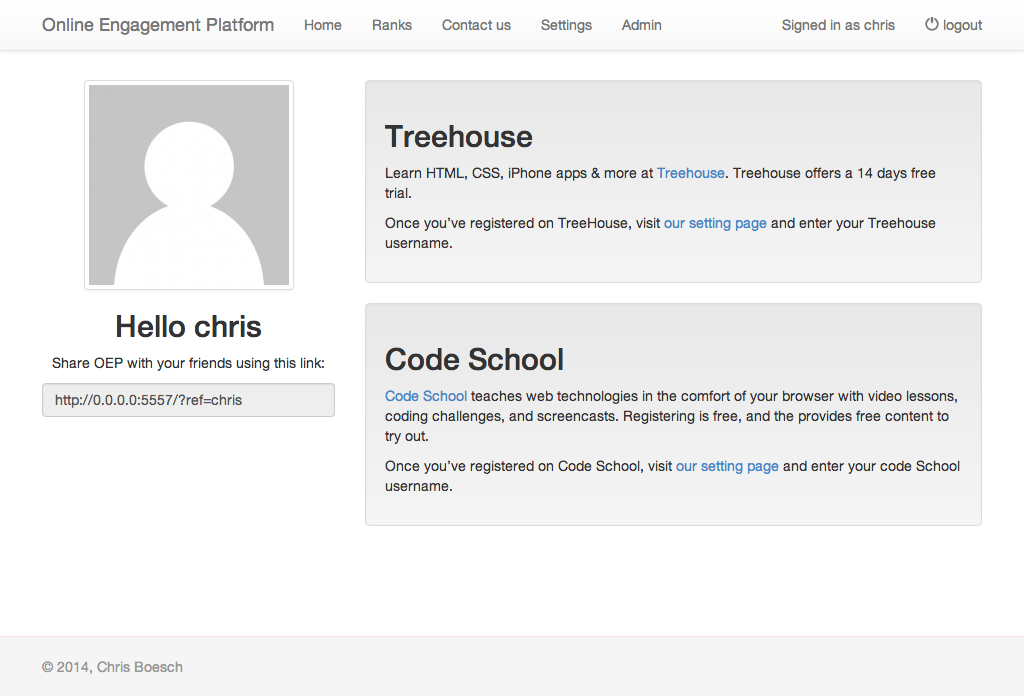 Online Engagement Platform Home Ranks Contact us Settings Admin Signed in as chris logout
Hello chris
Share OEP with your friends using this link:
http://0.0.0.0:5557/?ref=chris
Treehouse
Learn HTML, CSS, iPhone apps & more at Treehouse. Treehouse offers a 14 days free
trial.
Once you’ve registered on TreeHouse, visit our setting page and enter your Treehouse
username.
Code School
Code School teaches web technologies in the comfort of your browser with video lessons,
coding challenges, and screencasts. Registering is free, and the provides free content to
try out.
Once you’ve registered on Code School, visit our setting page and enter your code School
username.
© 2014, Chris Boesch